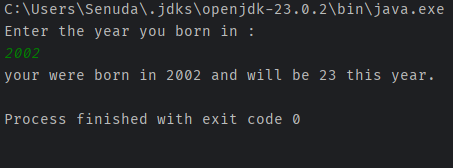 C:\Users\Senuda\.jdks\openjdk-23.0.2\bin\java.exe
Enter the year you born in :
2002
your were born in 2002 and will be 23 this year.
Process finished with exit code 0